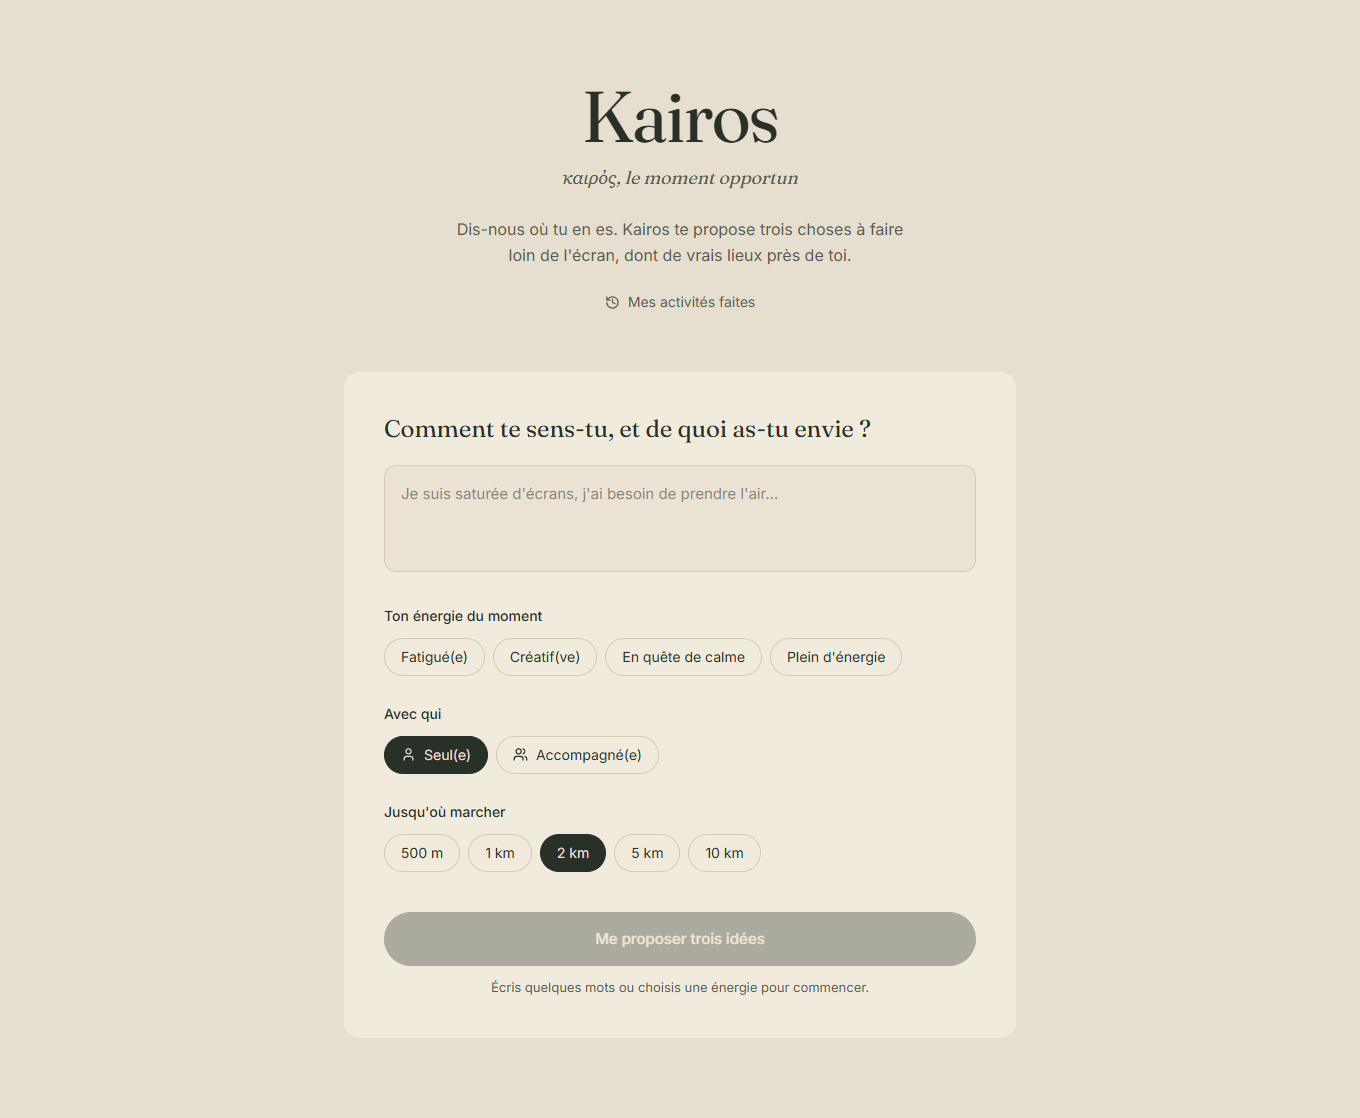 Kairos
καιρός, le moment opportun
Dis-nous où tu en es. Kairos te propose trois choses à faire
loin de l'écran, dont de vrais lieux près de toi.
Mes activités faites
Comment te sens-tu, et de quoi as-tu envie ?
Je suis saturée d'écrans, j'ai besoin de prendre l'air...
Ton énergie du moment
Fatigué(e) Créatif(ve) En quête de calme Plein d'énergie
Avec qui
Seul(e) Accompagné(e)
Jusqu'où marcher
500 m 1 km 2 km 5 km 10 km
Me proposer trois idées
Écris quelques mots ou choisis une énergie pour commencer.